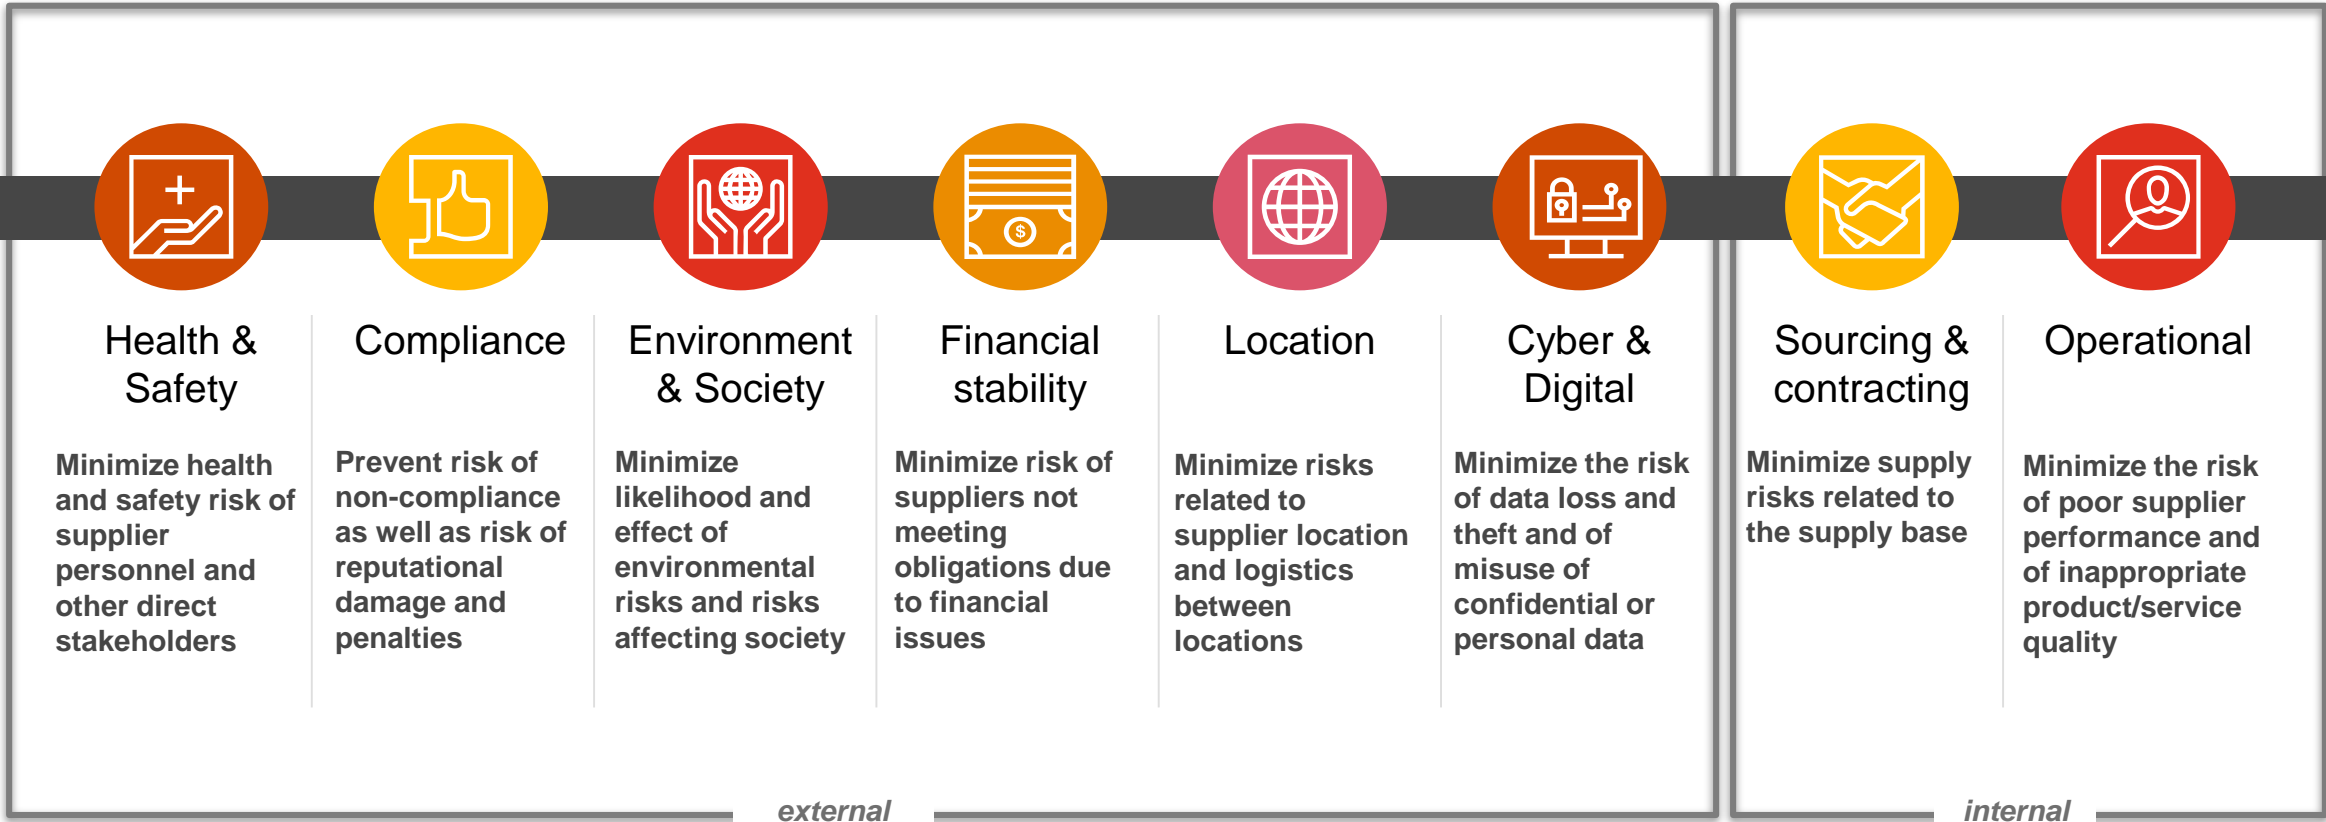 Health &
Safety
Minimize health
and safety risk of
supplier
personnel and
other direct
stakeholders
Compliance
Prevent risk of
non-compliance
as well as risk of
reputational
damage and
penalties
Environment
& Society
Minimize
likelihood and
effect of
environmental
risks and risks
affecting society
$
Financial
stability
Minimize risk of
suppliers not
meeting
obligations due
to financial
issues
Location
Minimize risks
related to
supplier location
and logistics
between
locations
Cyber &
Digital
Minimize the risk
of data loss and
theft and of
misuse of
confidential or
personal data
external
Sourcing &
contracting
Minimize supply
risks related to
the supply base
Operational
Minimize the risk
of poor supplier
performance and
of inappropriate
product/service
quality
internal